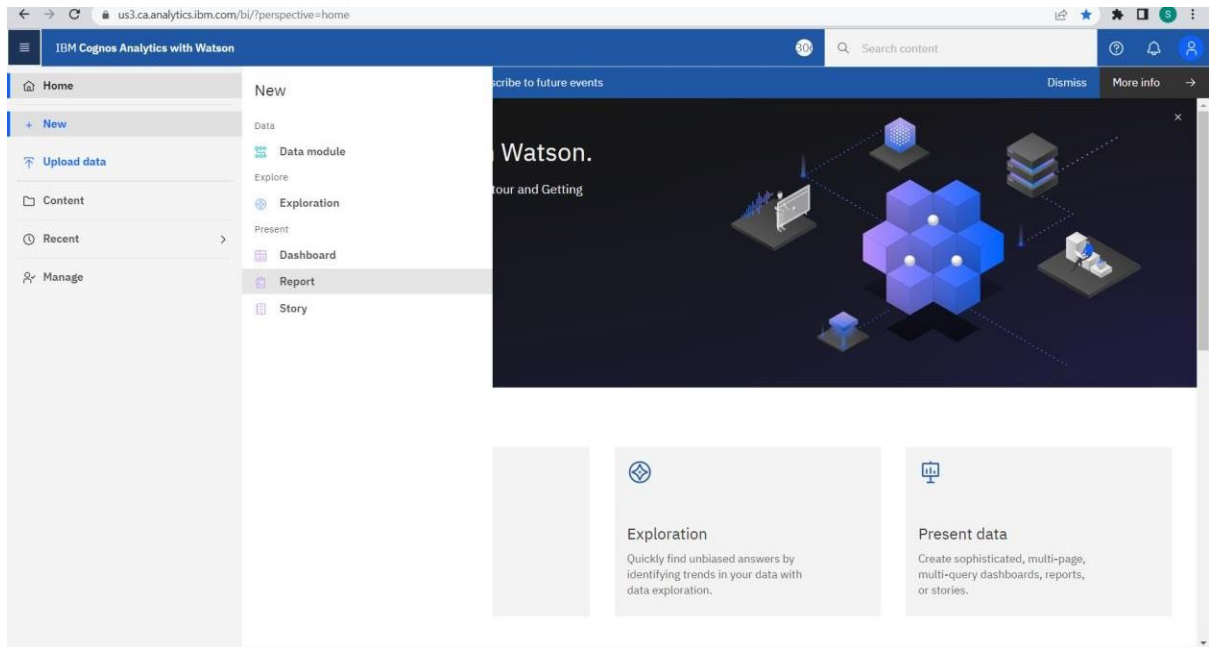 us3.ca.analytics.ibm.com/bi/?perspective=home
S
IBM Cognos Analytics with Watson
Search content
Home
New
Upload data
Content
Recent
Manage
New
Data
Data module
Explore
Exploration
Present
Dashboard
Report
Story
scribe to future events
Dismiss
More info
Watson.
tour and Getting
Exploration
Quickly find unbiased answers by
identifying trends in your data with
data exploration.
Present data
Create sophisticated, multi-page,
multi-query dashboards, reports,
or stories.